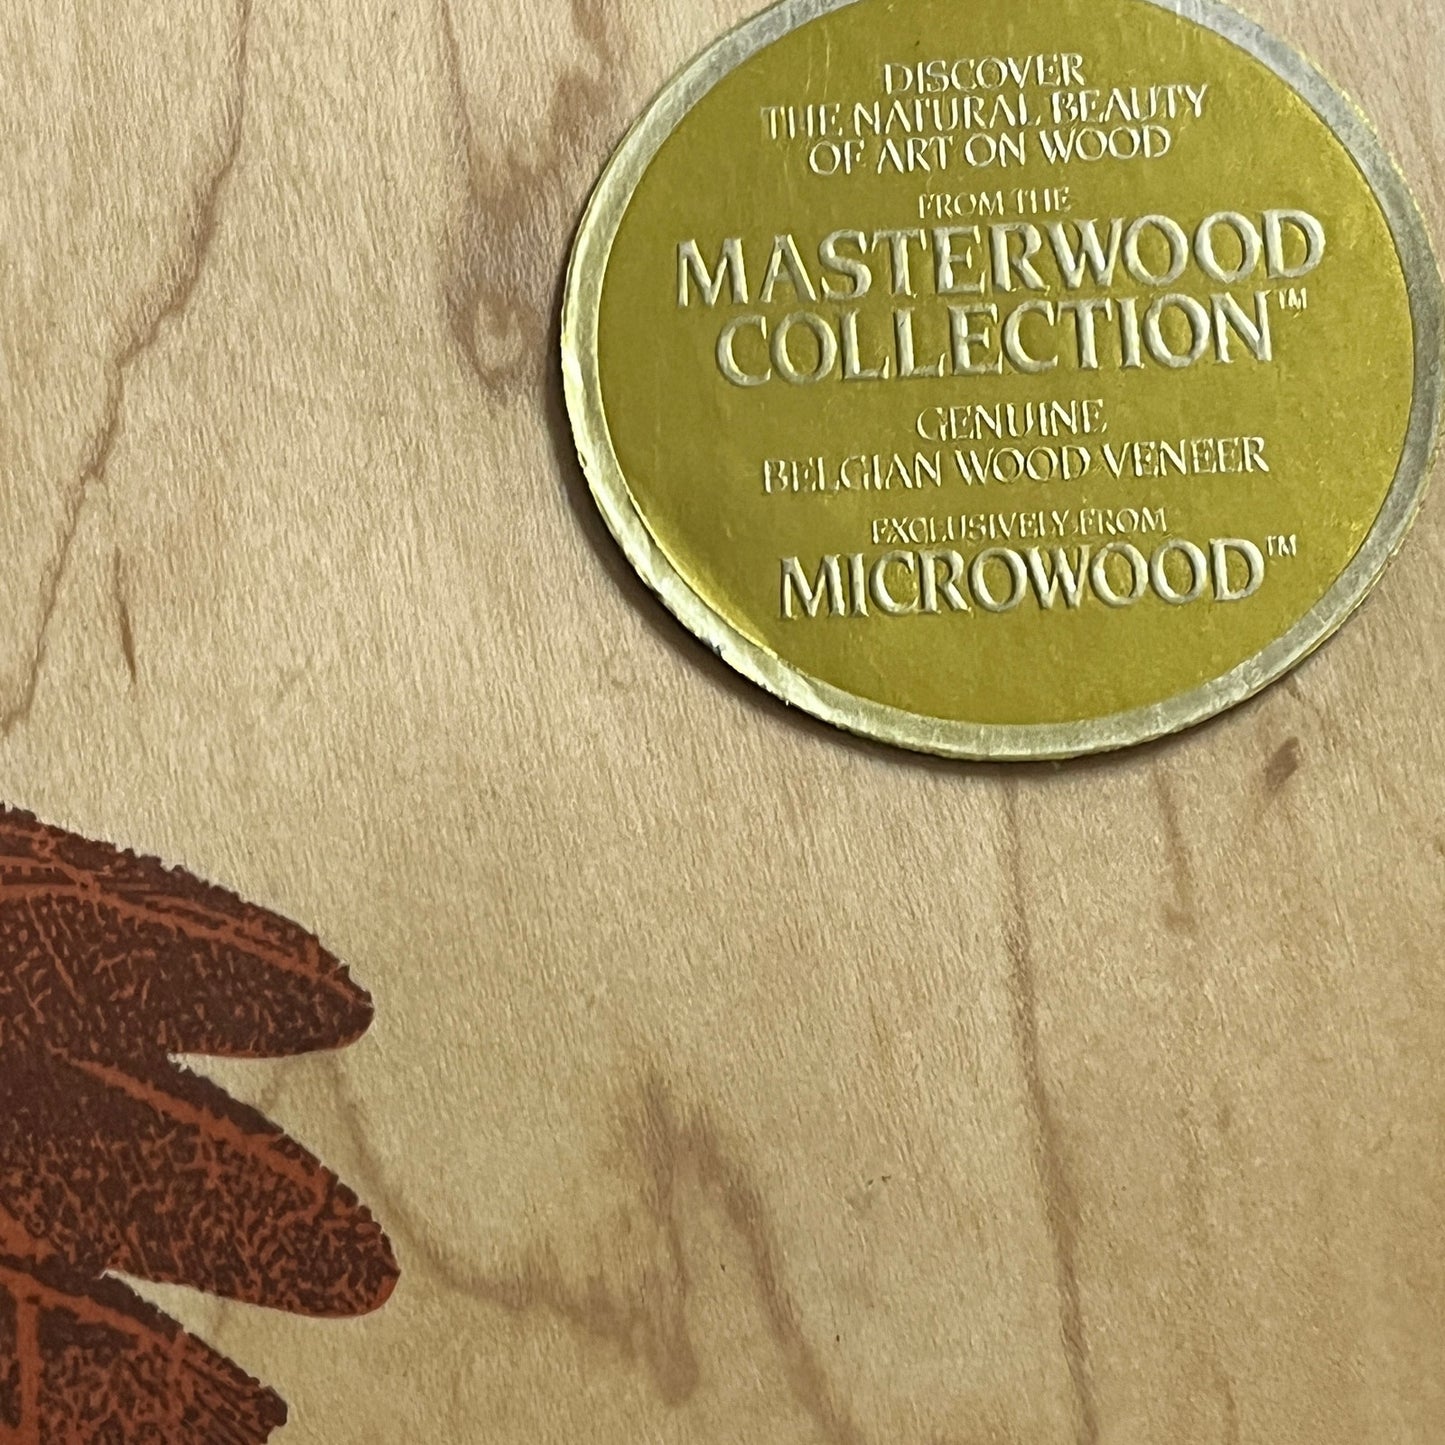 DISCOVER
THE NATURAL BEAUTY
OF ART ON WOOD
FROM THE
MASTERWOOD
COLLECTION™
GENUINE
BELGIAN WOOD VENEER
EXCLUSIVELY FROM
MICROWOOD™